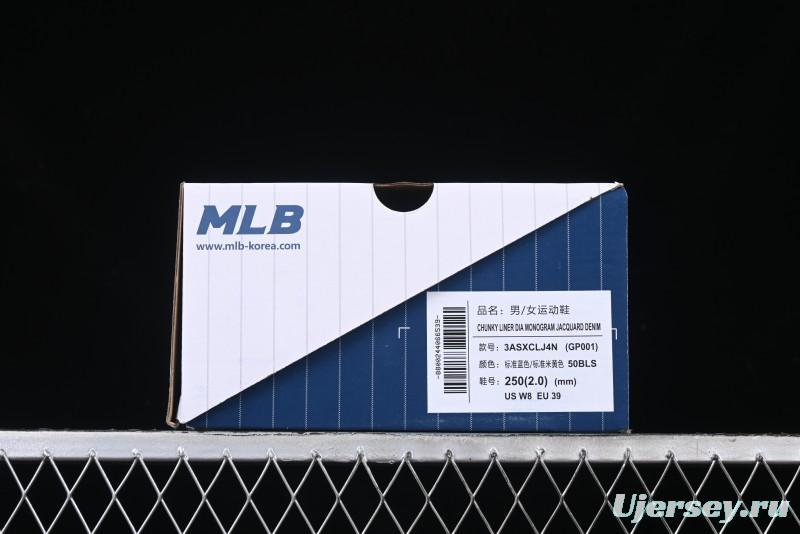 MLB
www.mlb-korea.com
-0800244066539-
品名：男/女运动鞋
CHUNKY LINER DIA MONOGRAM JACQUARD DENIM
款号：3ASXCLJ4N (GP001)
颜色：标准蓝色/标准米黄色 50BLS
鞋号：250(2.0) (mm)
US W8 EU 39
Ujersey.ru